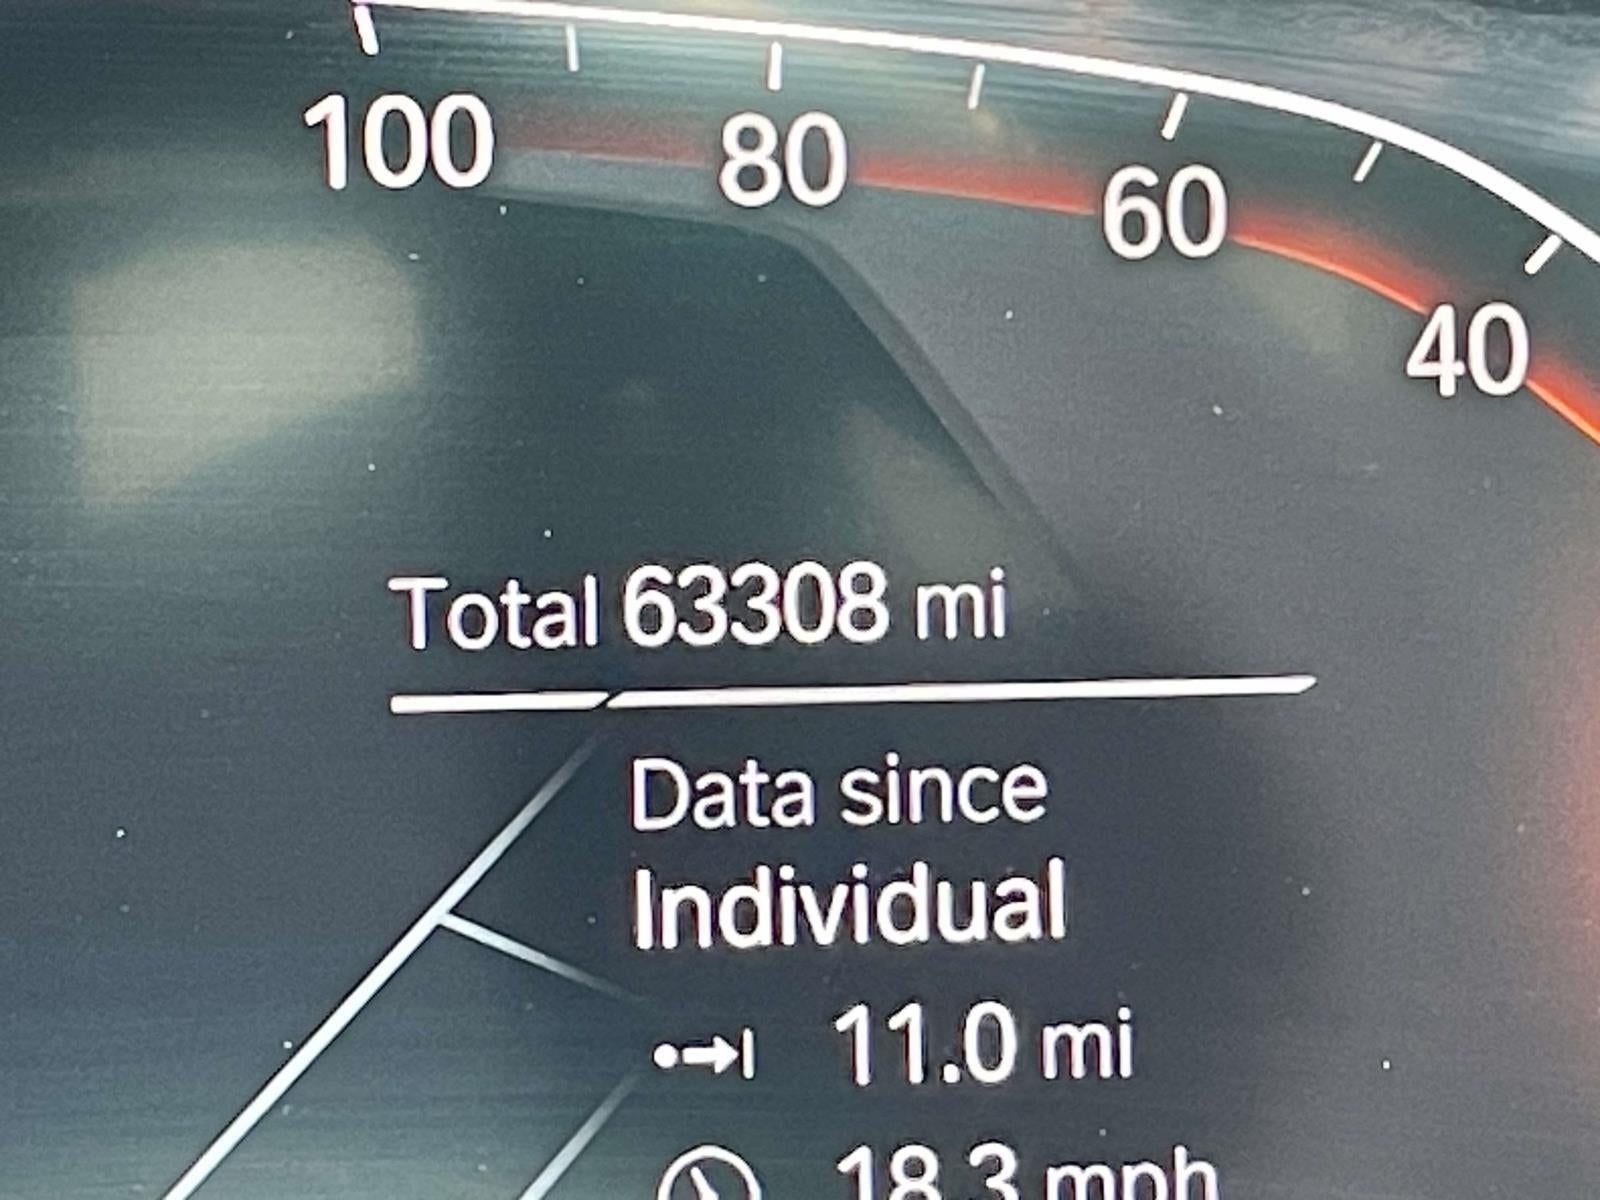 100 80 60 40
Total 63308 mi
Data since
Individual
11.0 mi
18.3 mph